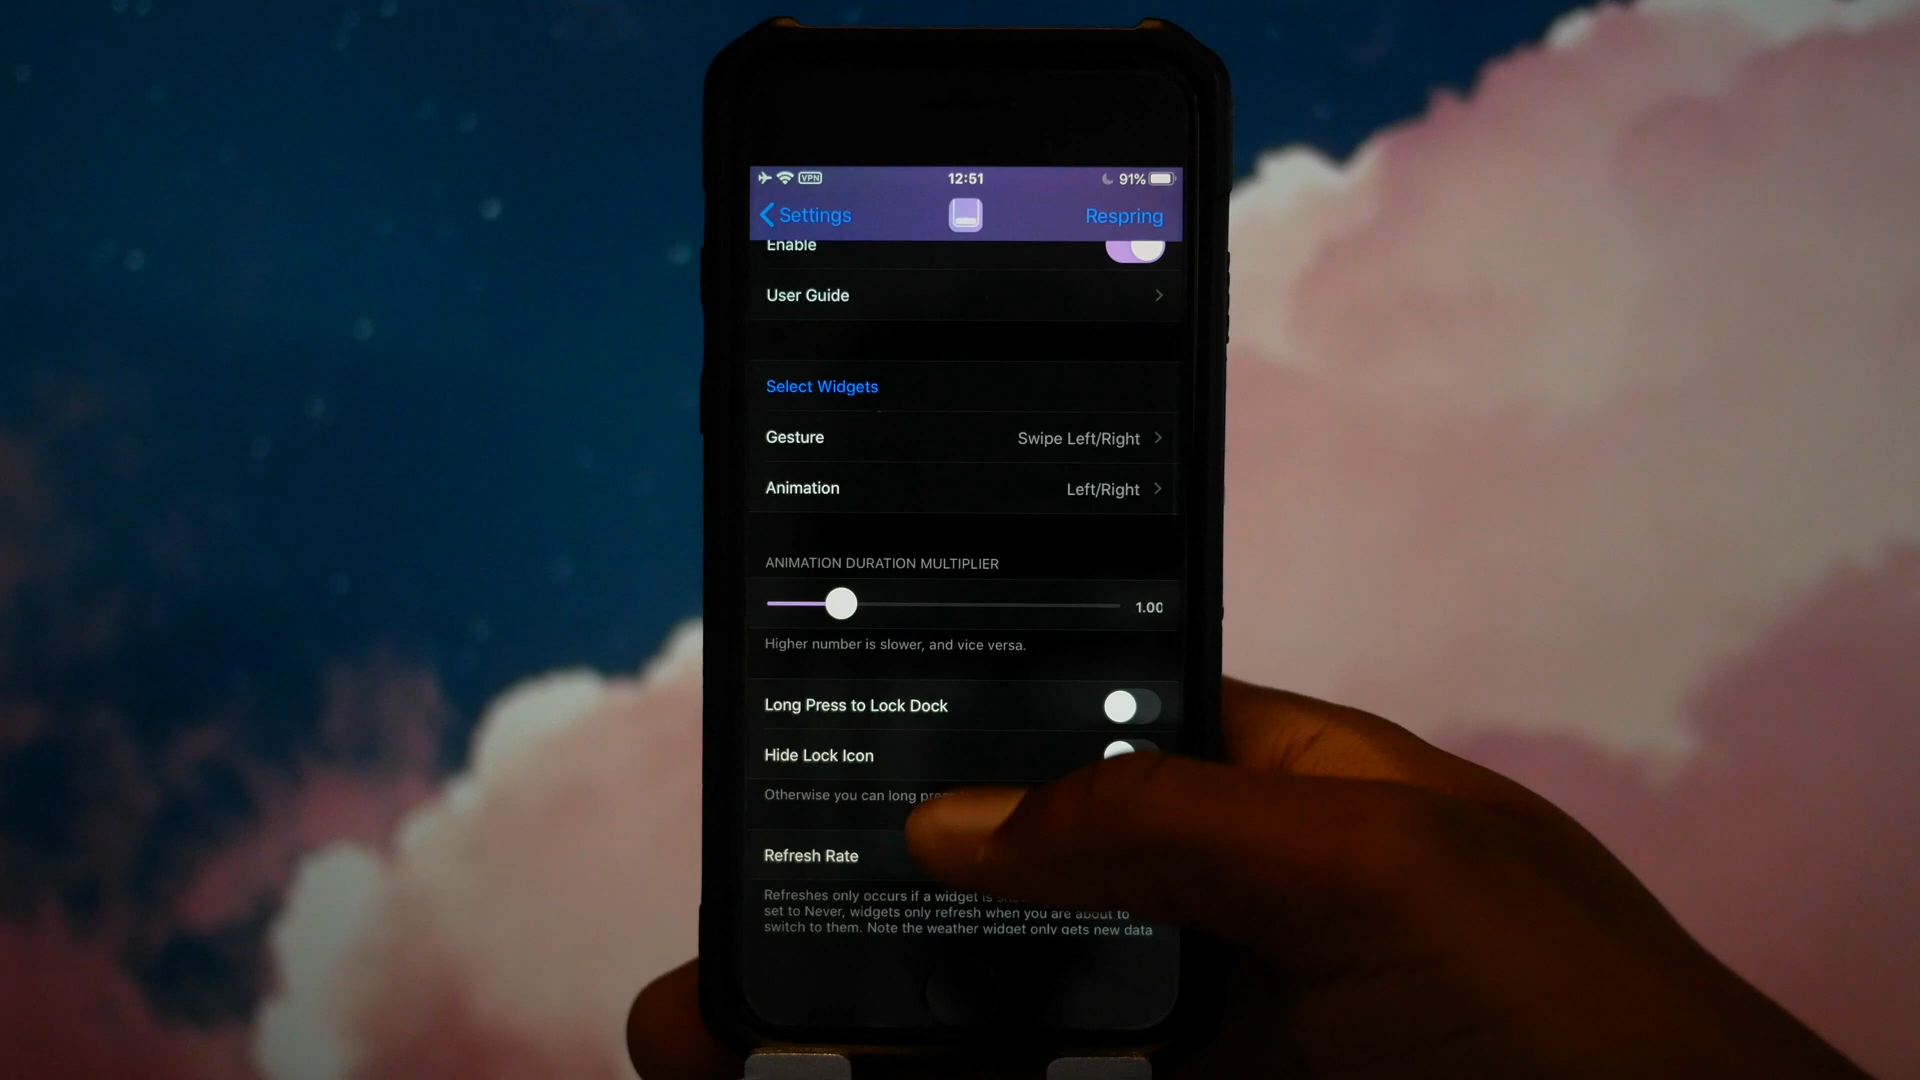 VPN 12:51 91%
Settings Respring
Enable
User Guide
Select Widgets
Gesture Swipe Left/Right
Animation Left/Right
ANIMATION DURATION MULTIPLIER
1.00
Higher number is slower, and vice versa.
Long Press to Lock Dock
Hide Lock Icon
Otherwise you can long
Refresh Rate
Refreshes only occurs if a widget is
set to Never, widgets only refresh when you are about to
switch to them. Note the weather widget only gets new data